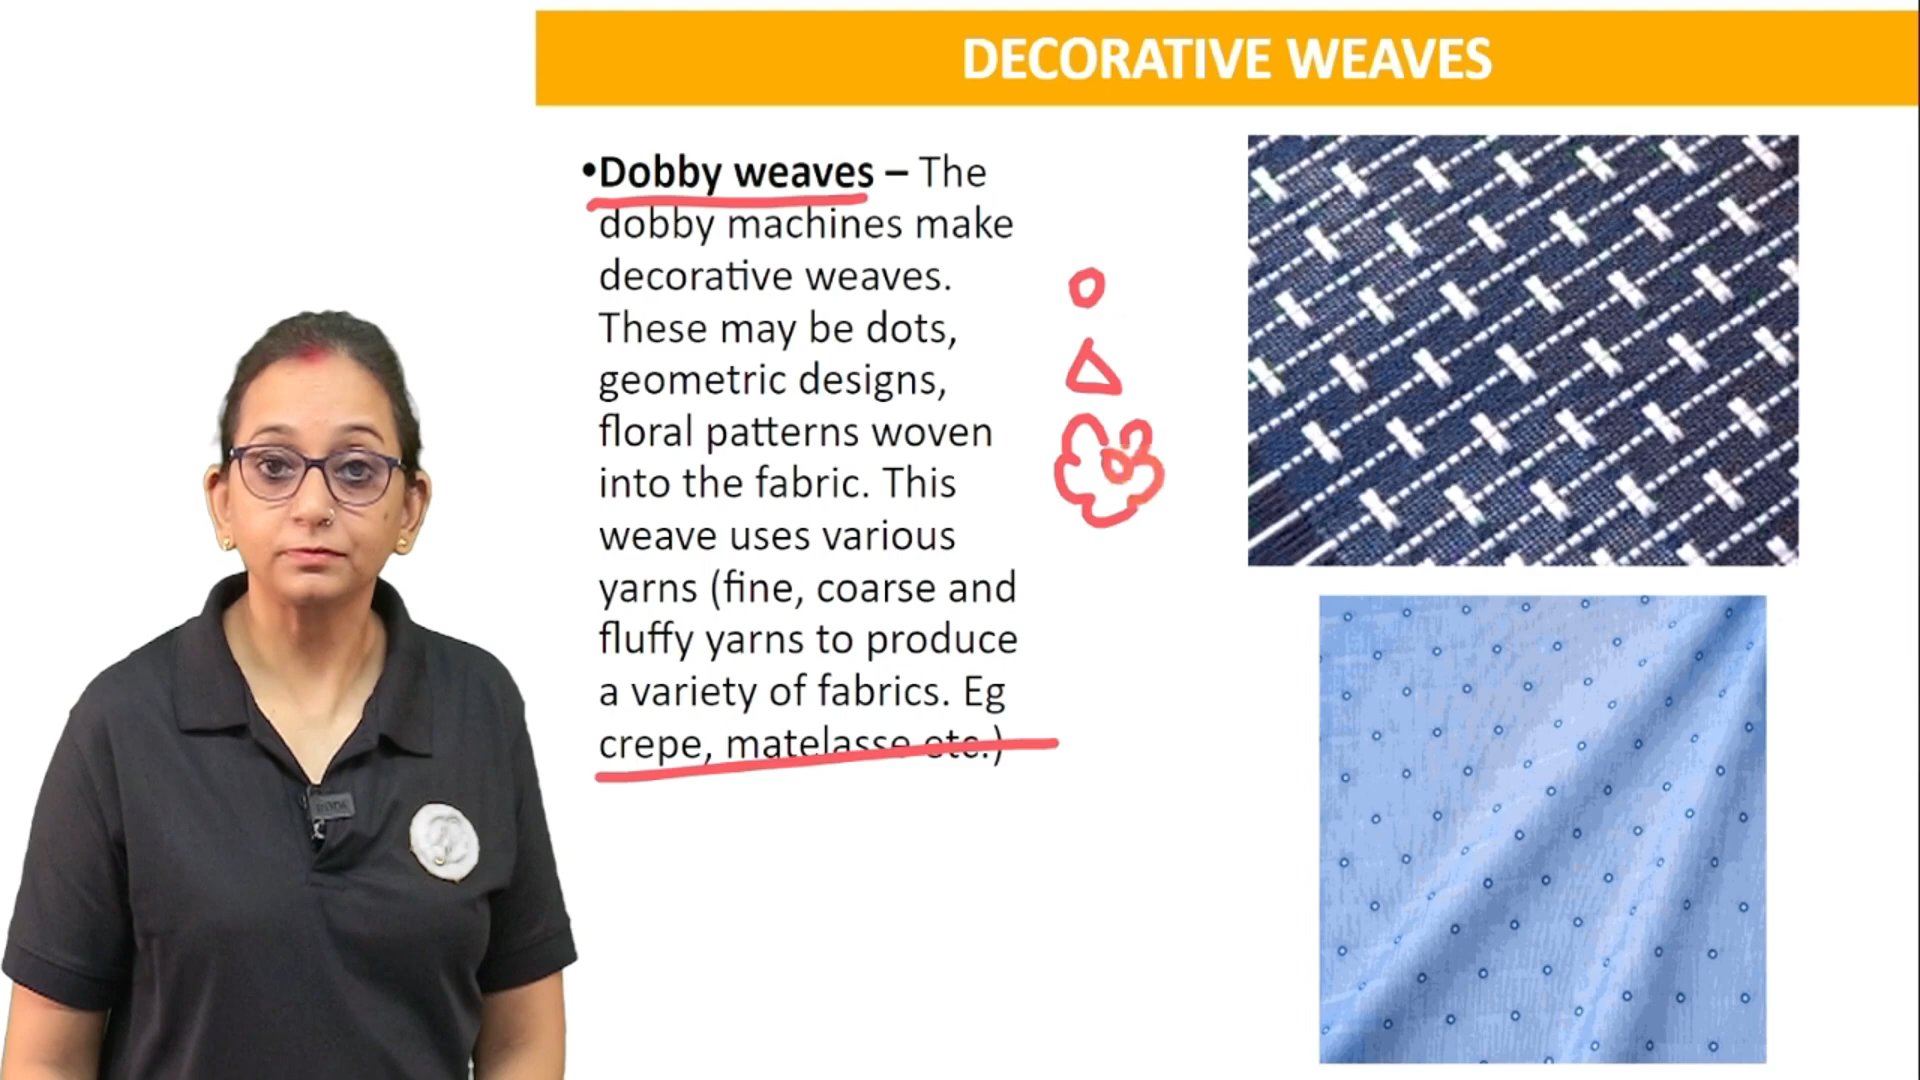 DECORATIVE WEAVES
•Dobby weaves – The
dobby machines make
decorative weaves.
These may be dots,
geometric designs,
floral patterns woven
into the fabric. This
weave uses various
yarns (fine, coarse and
fluffy yarns to produce
a variety of fabrics. Eg
crepe, matelasse etc.)